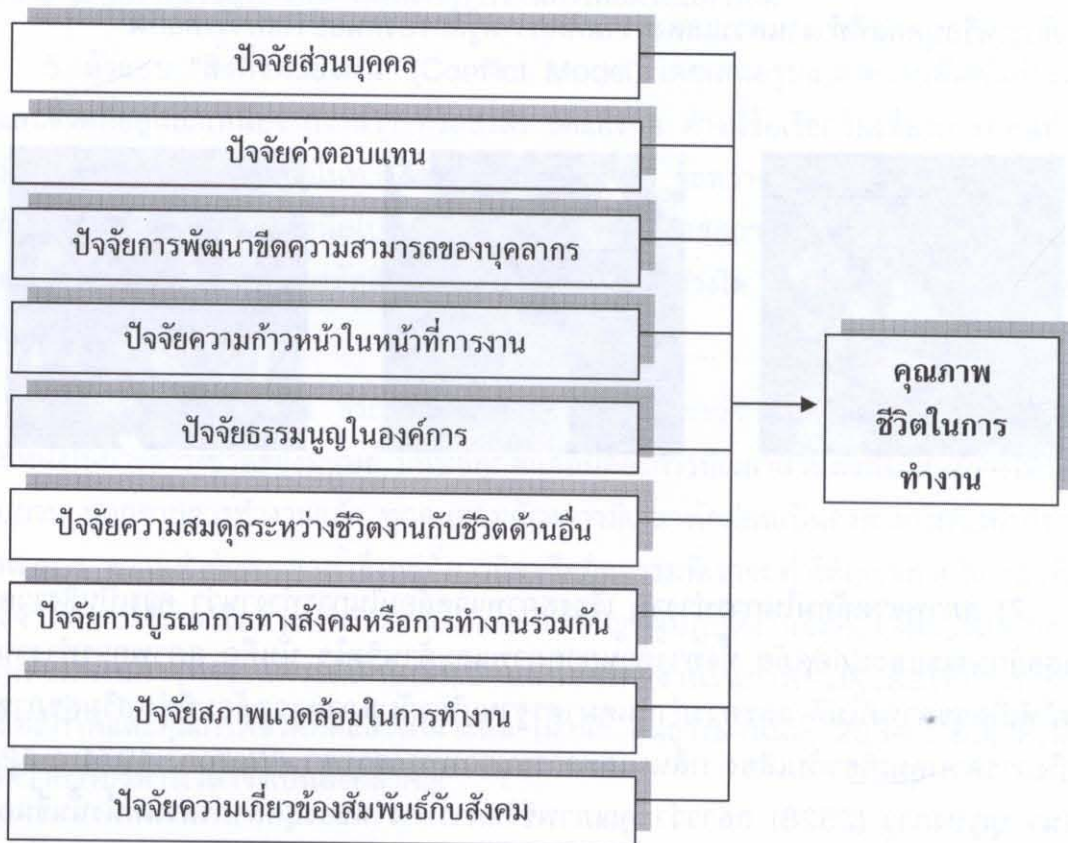 ปัจจัยส่วนบุคคล
ปัจจัยค่าตอบแทน
ปัจจัยการพัฒนาขีดความสามารถของบุคลากร
ปัจจัยความก้าวหน้าในหน้าที่การงาน
ปัจจัยธรรมนูญในองค์การ
ปัจจัยความสมดุลระหว่างชีวิตงานกับชีวิตด้านอื่น
ปัจจัยการบูรณาการทางสังคมหรือการทำงานร่วมกัน
ปัจจัยสภาพแวดล้อมในการทำงาน
ปัจจัยความเกี่ยวข้องสัมพันธ์กับสังคม
คุณภาพ
ชีวิตในการ
ทำงาน